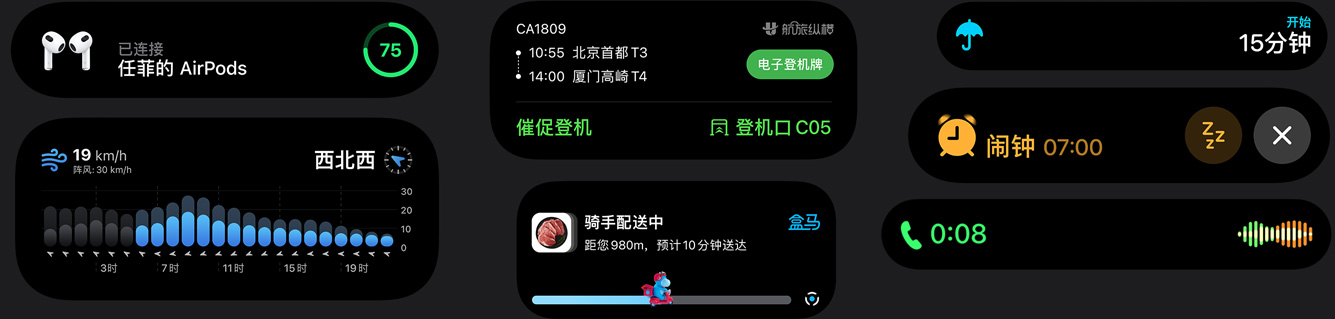 已连接
任菲的 AirPods
75
19 km/h
阵风: 30 km/h
西北西
30
20
10
0
3时
7时
11时
15时
19时
CA1809
航旅纵横
10:55 北京首都 T3
14:00 厦门高崎 T4
电子登机牌
催促登机
登机口 C05
骑手配送中
盒马
距您 980m，预计10分钟送达
开始
15分钟
闹钟 07:00
zzz
0:08